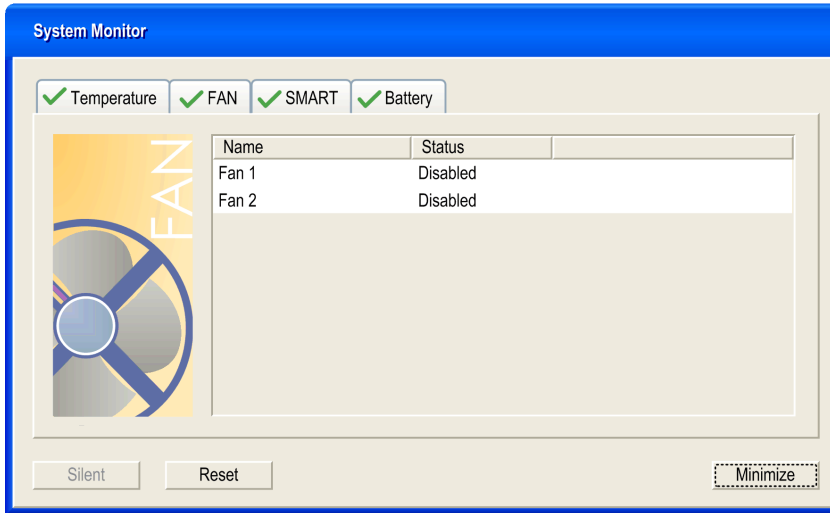 System Monitor
Temperature FAN SMART Battery
FAN
Name Status
Fan 1 Disabled
Fan 2 Disabled
Silent Reset Minimize